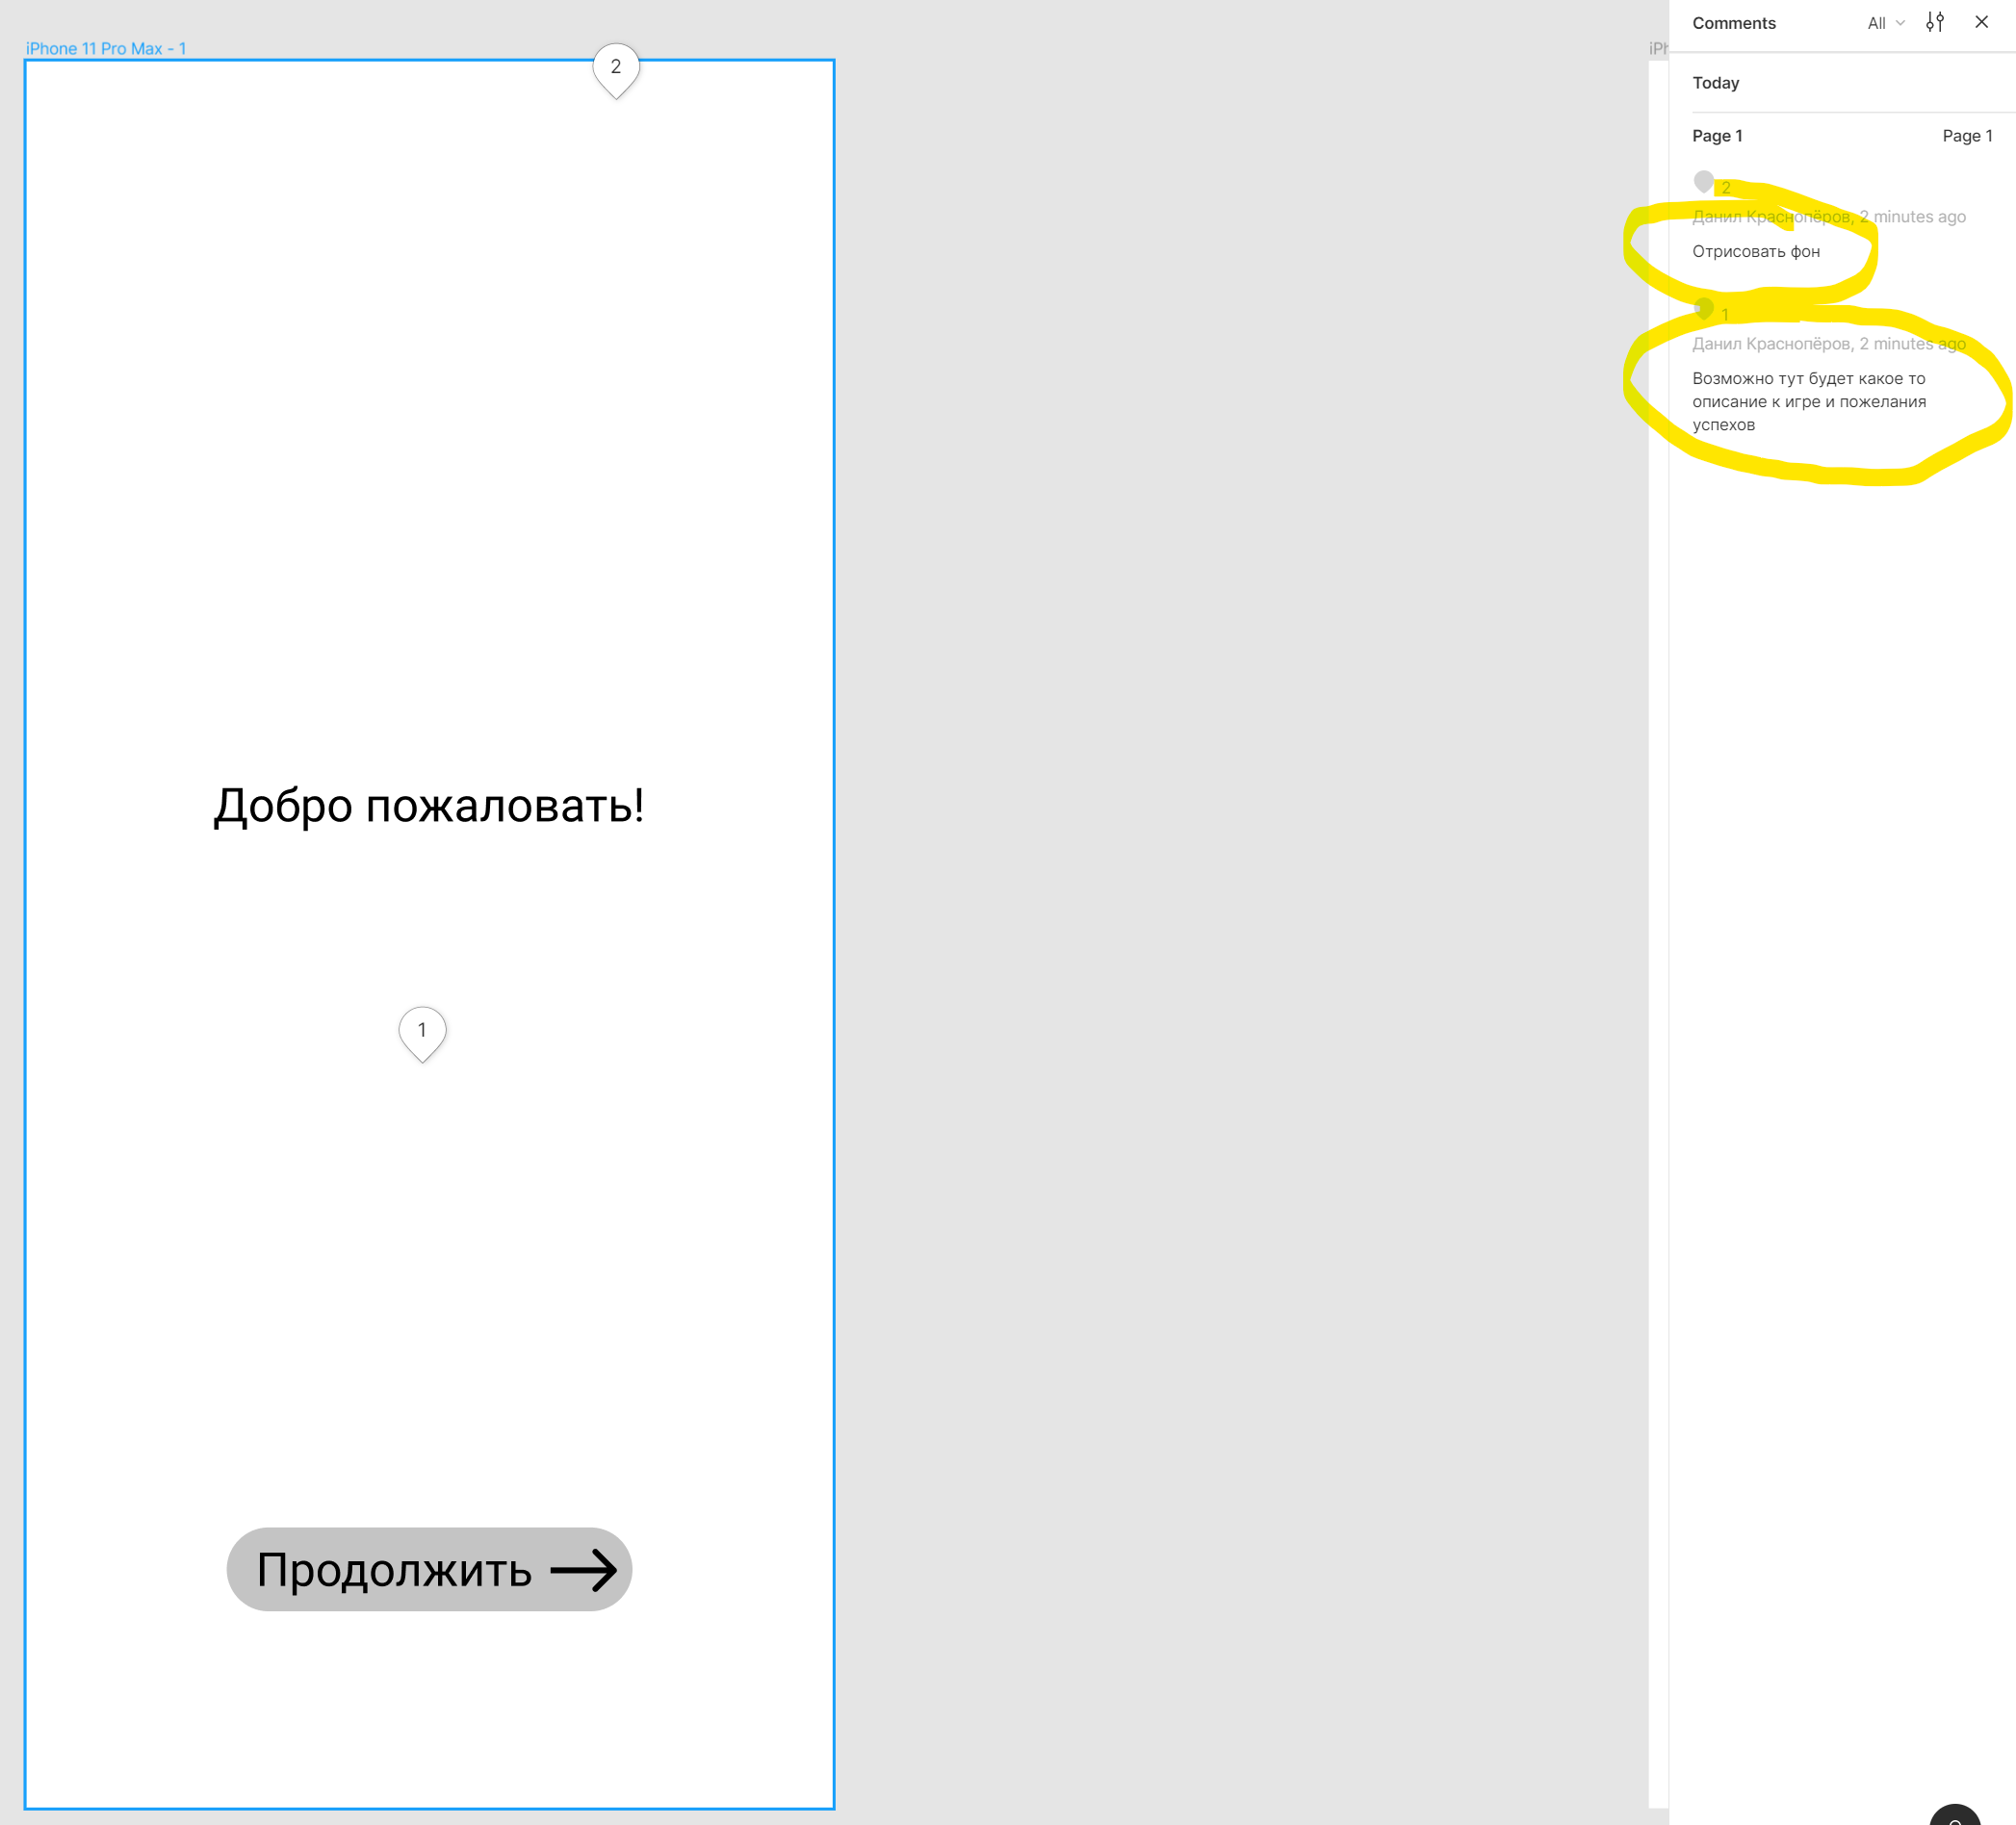 iPhone 11 Pro Max - 1
2
Добро пожаловать!
1
Продолжить
iPh
Comments
All
Today
Page 1
Page 1
2
Данил Краснопёров, 2 minutes ago
Отрисовать фон
1
Данил Краснопёров, 2 minutes ago
Возможно тут будет какое то
описание к игре и пожелания
успехов